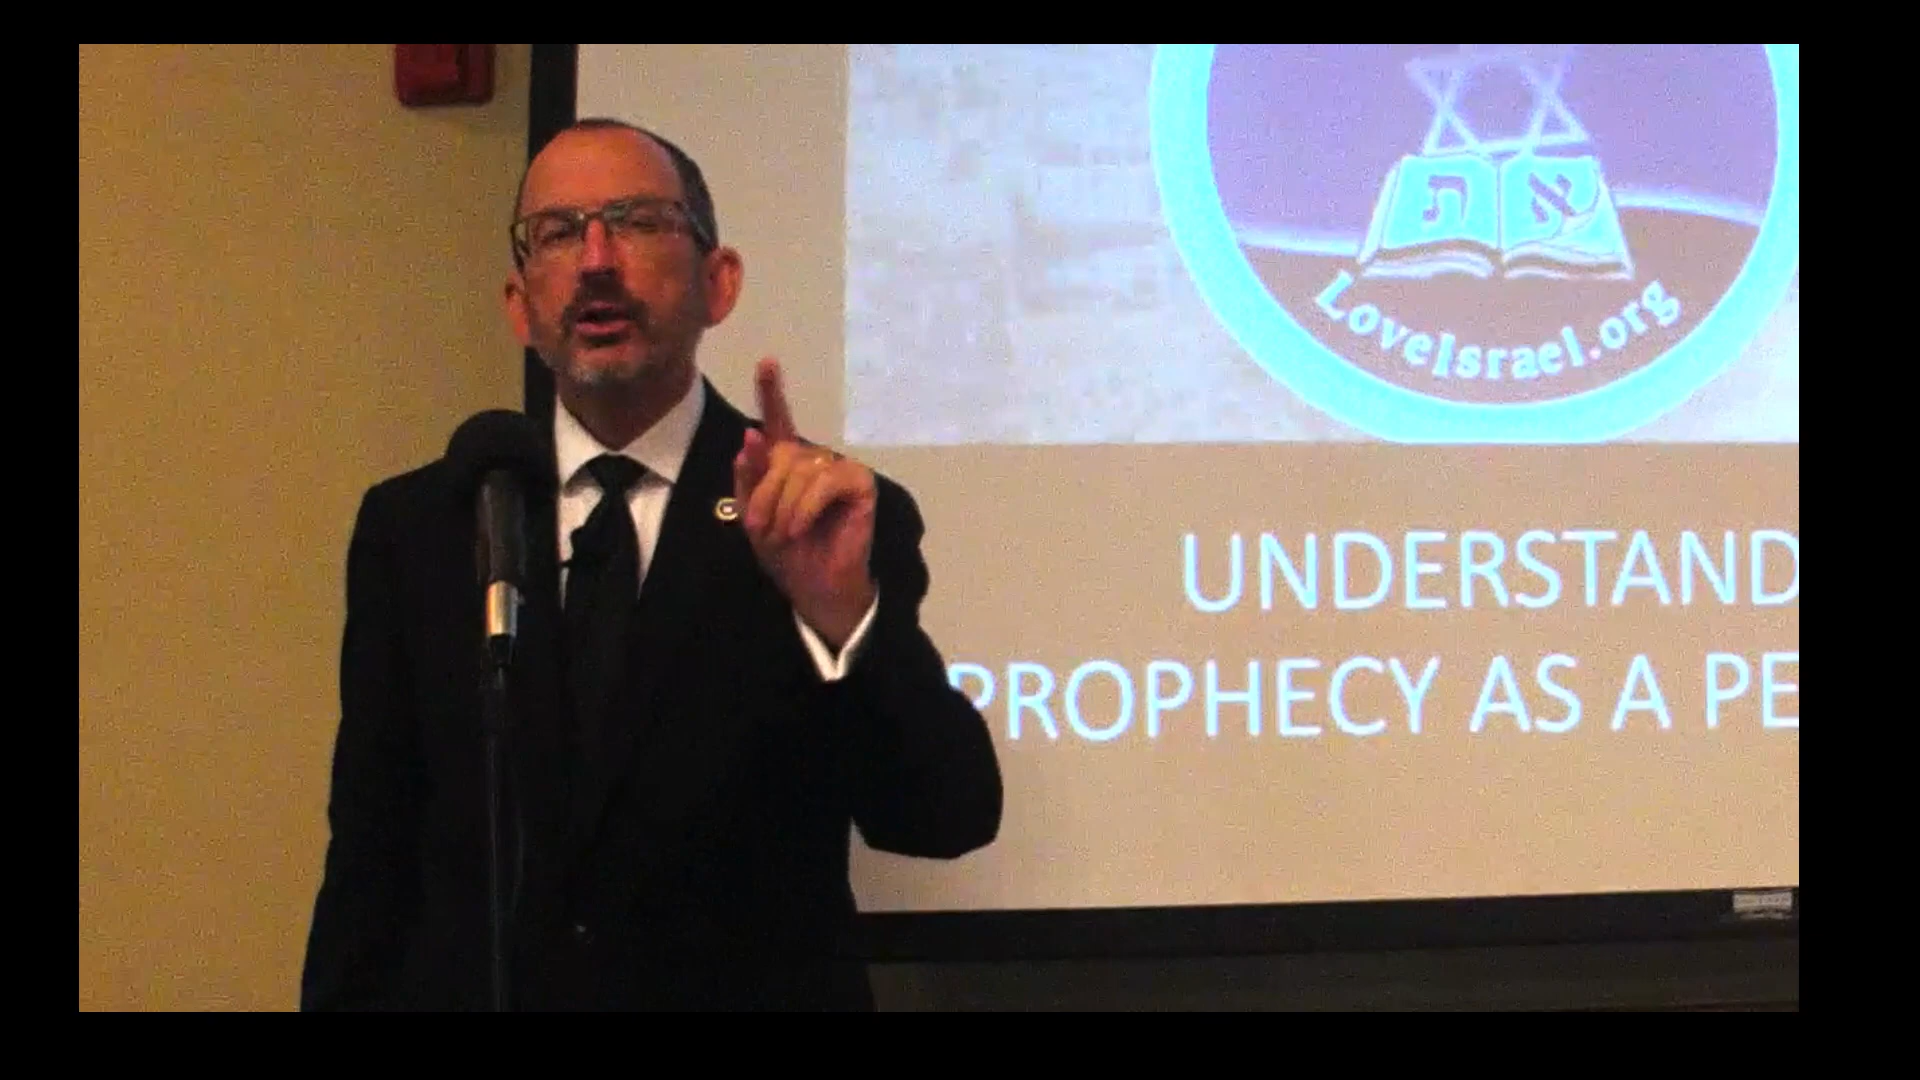 ת א
LoveIsrael.org
UNDERSTAND
PROPHECY AS A PE